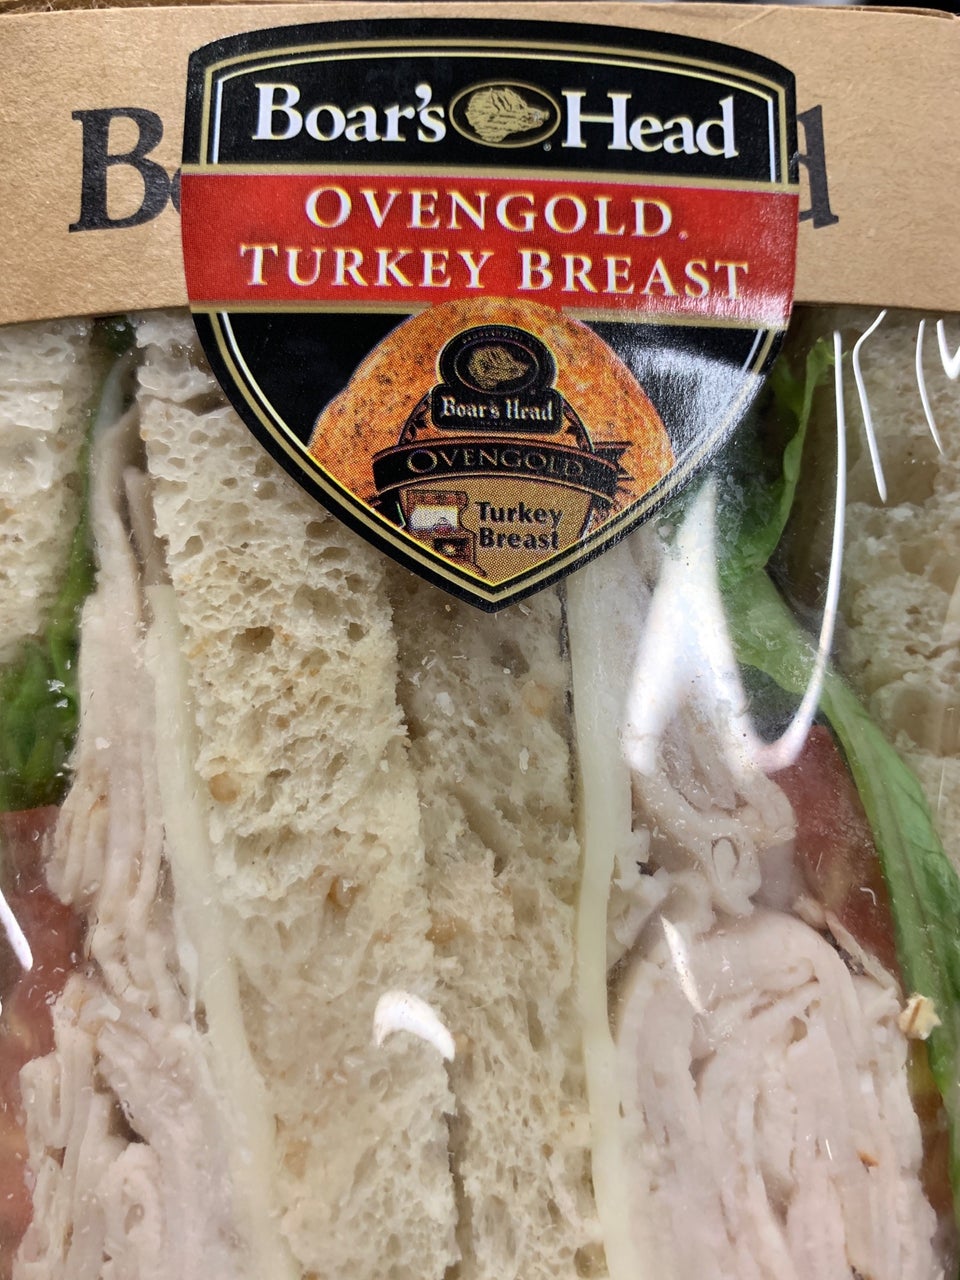 Boar's Head
OVENGOLD®
TURKEY BREAST
Boar's Head
OVENGOLD
Turkey
Breast
B
d